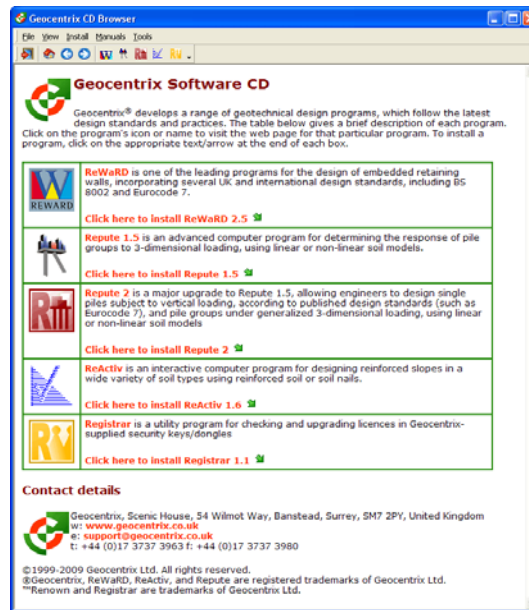 Geocentrix CD Browser
File View Install Manuals Tools
Geocentrix Software CD
Geocentrix® develops a range of geotechnical design programs, which follow the latest
design standards and practices. The table below gives a brief description of each program.
Click on the program's icon or name to visit the web page for that particular program. To install a
program, click on the appropriate text/arrow at the end of each box.
REWARD
ReWaRD is one of the leading programs for the design of embedded retaining
walls, incorporating several UK and international design standards, including BS
8002 and Eurocode 7.
Click here to install ReWaRD 2.5
Repute 1.5 is an advanced computer program for determining the response of pile
groups to 3-dimensional loading, using linear or non-linear soil models.
Click here to install Repute 1.5
Repute 2 is a major upgrade to Repute 1.5, allowing engineers to design single
piles subject to vertical loading, according to published design standards (such as
Eurocode 7), and pile groups under generalized 3-dimensional loading, using linear
or non-linear soil models
Click here to install Repute 2
ReActiv is an interactive computer program for designing reinforced slopes in a
wide variety of soil types using reinforced soil or soil nails.
Click here to install ReActiv 1.6
Registrar is a utility program for checking and upgrading licences in Geocentrix-
supplied security keys/dongles
Click here to install Registrar 1.1
Contact details
Geocentrix, Scenic House, 54 Wilmot Way, Banstead, Surrey, SM7 2PY, United Kingdom
w: www.geocentrix.co.uk
e: support@geocentrix.co.uk
t: +44 (0)17 3737 3963 f: +44 (0)17 3737 3980
©1999-2009 Geocentrix Ltd. All rights reserved.
®Geocentrix, ReWaRD, ReActiv, and Repute are registered trademarks of Geocentrix Ltd.
™Renown and Registrar are trademarks of Geocentrix Ltd.